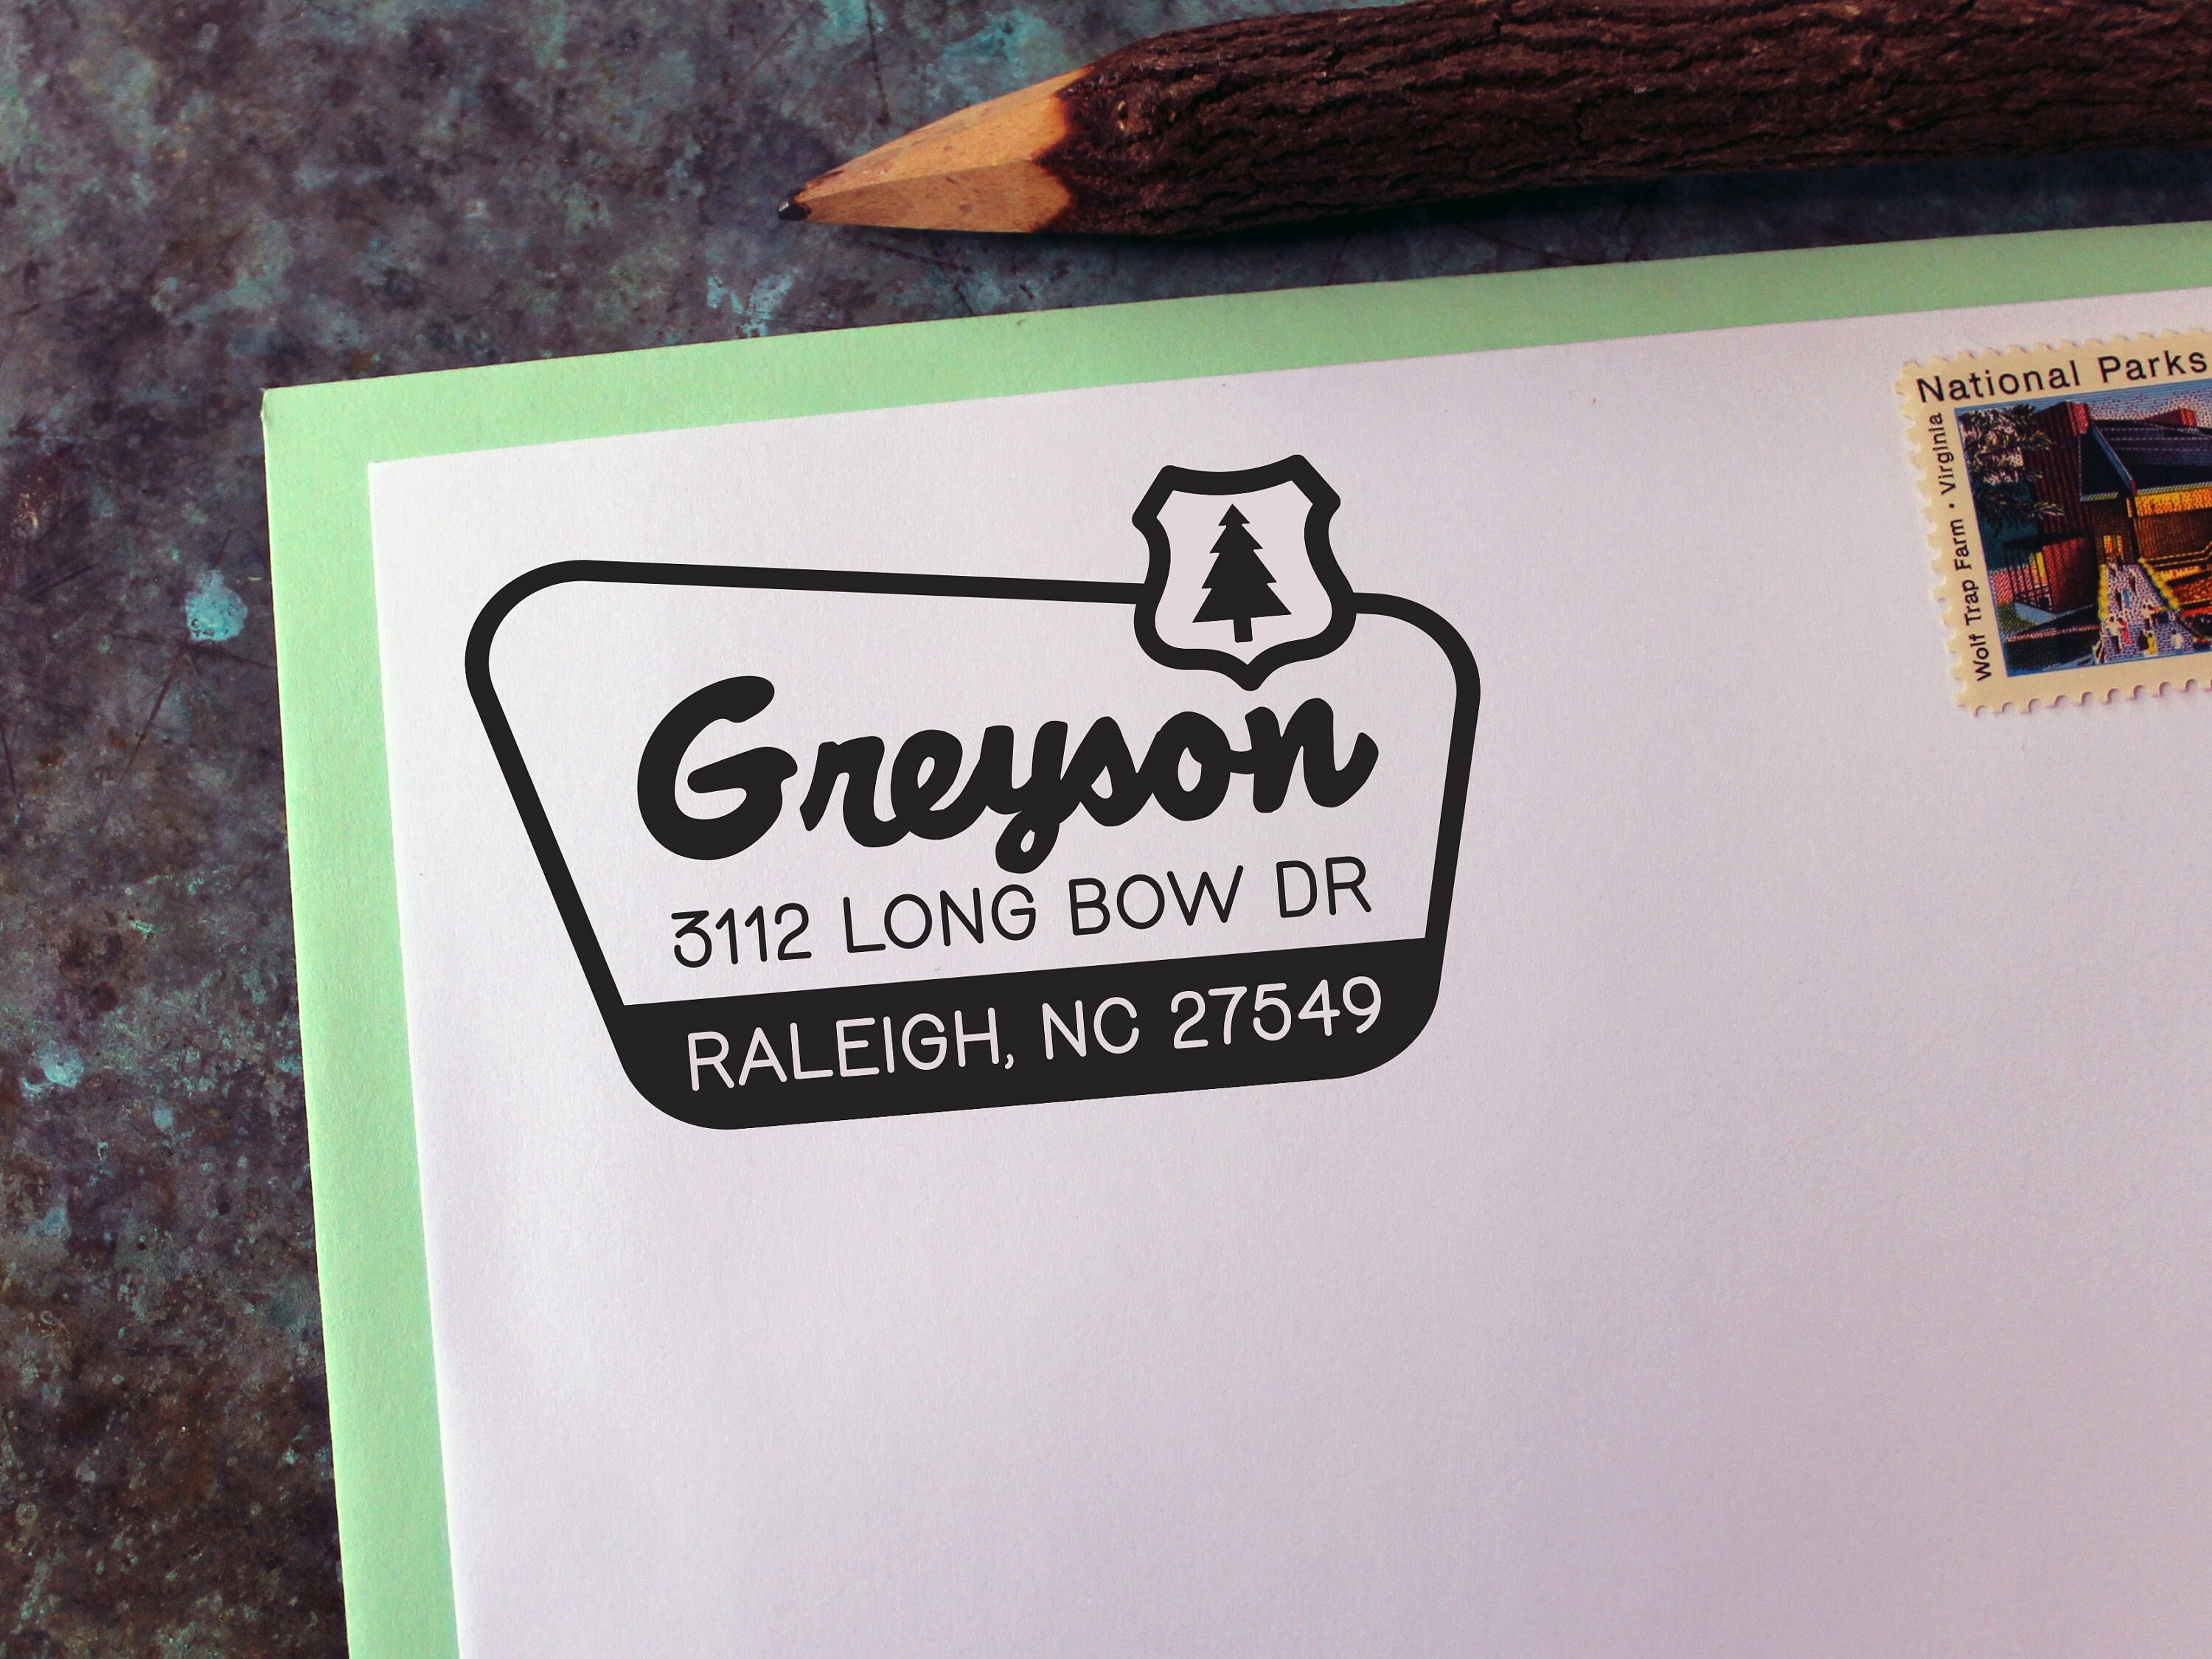 Greyson
3112 LONG BOW DR
RALEIGH, NC 27549
National Parks
Wolf Trap Farm • Virginia